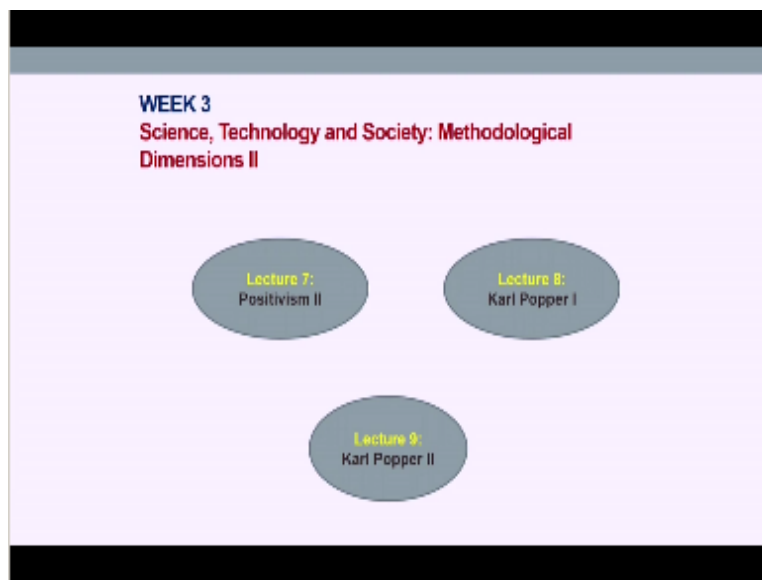 WEEK 3
Science, Technology and Society: Methodological
Dimensions II
Lecture 7:
Positivism II
Lecture 8:
Karl Popper I
Lecture 9:
Karl Popper II